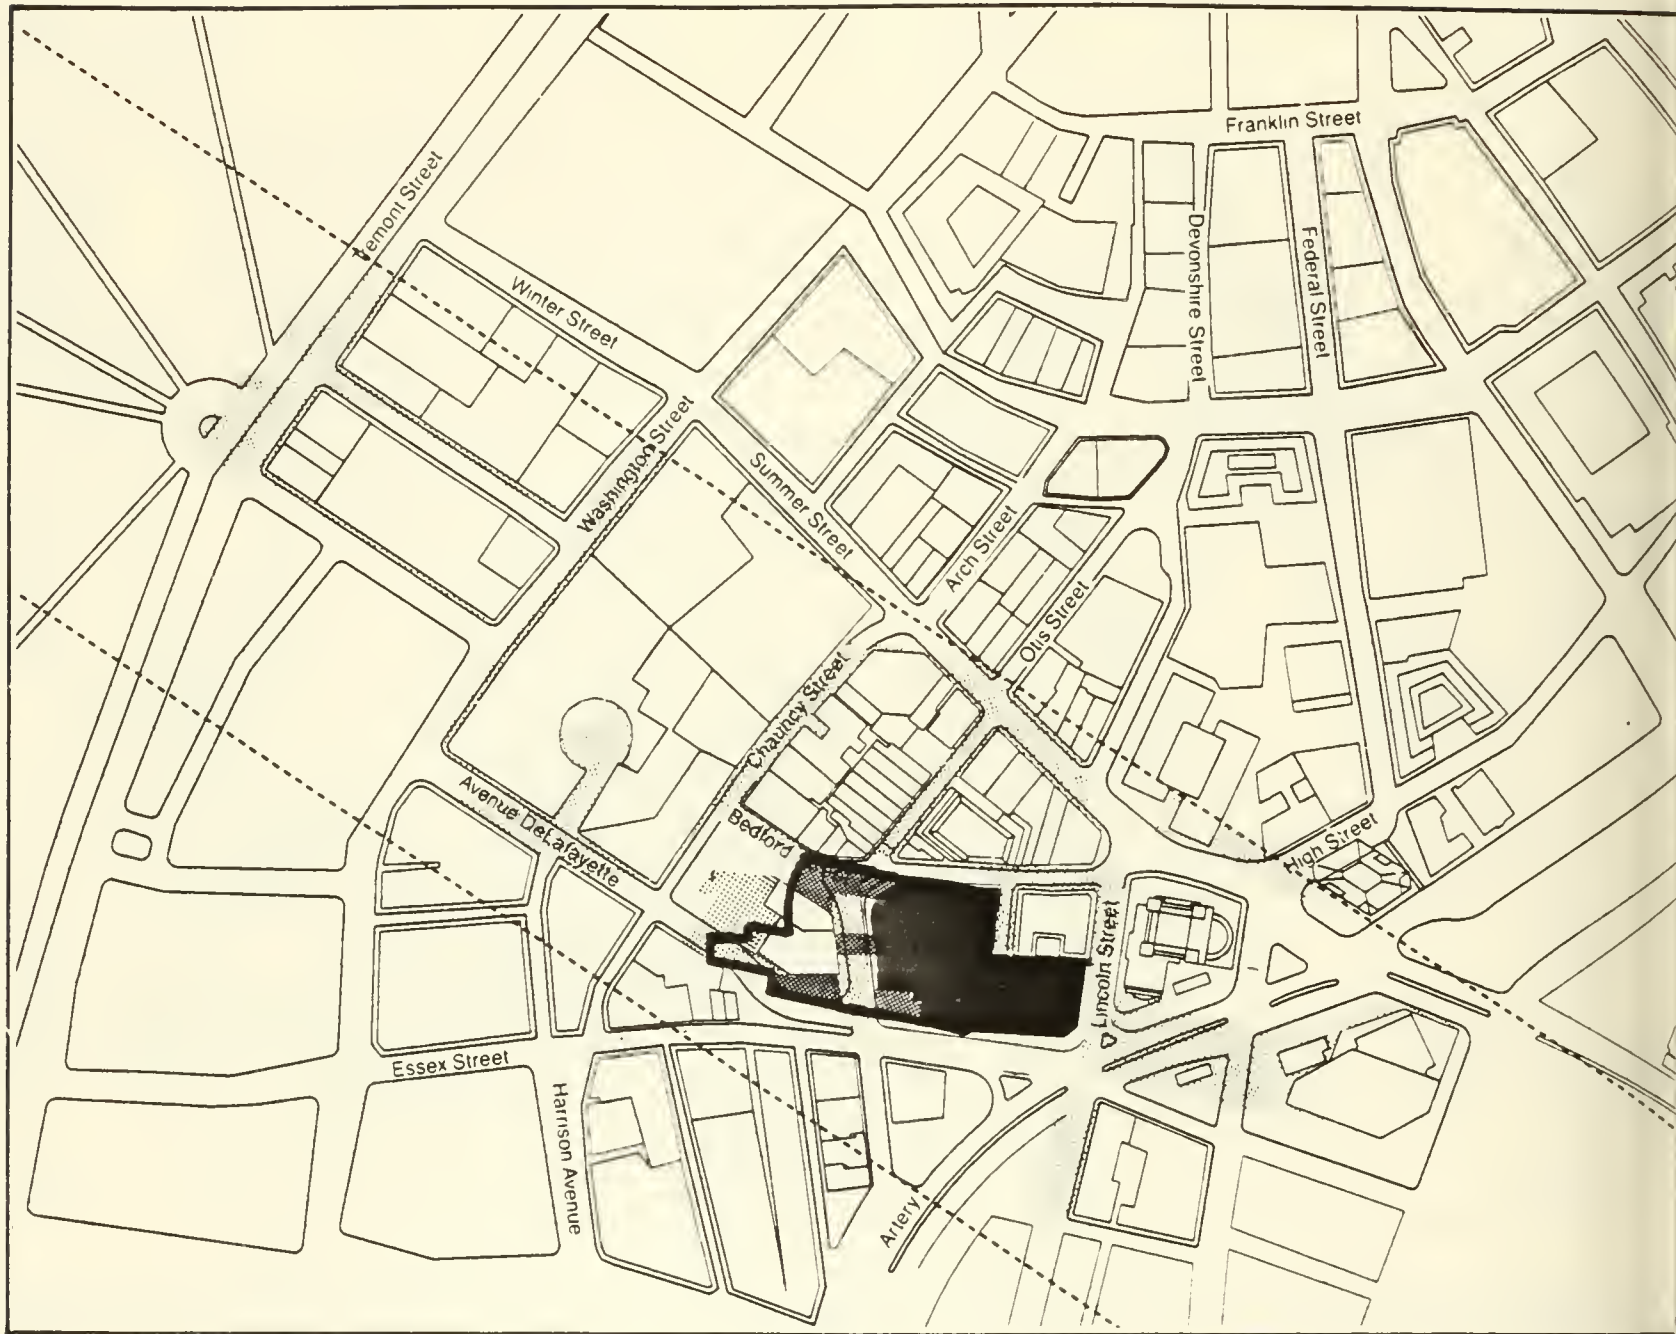 Franklin Street
Tremont Street
Winter Street
Devonshire Street
Federal Street
Washington Street
Summer Street
Arch Street
Otis Street
Chauncy Street
Avenue DeLafayette
Bedford
High Street
Lincoln Street
Essex Street
Harrison Avenue
Artery